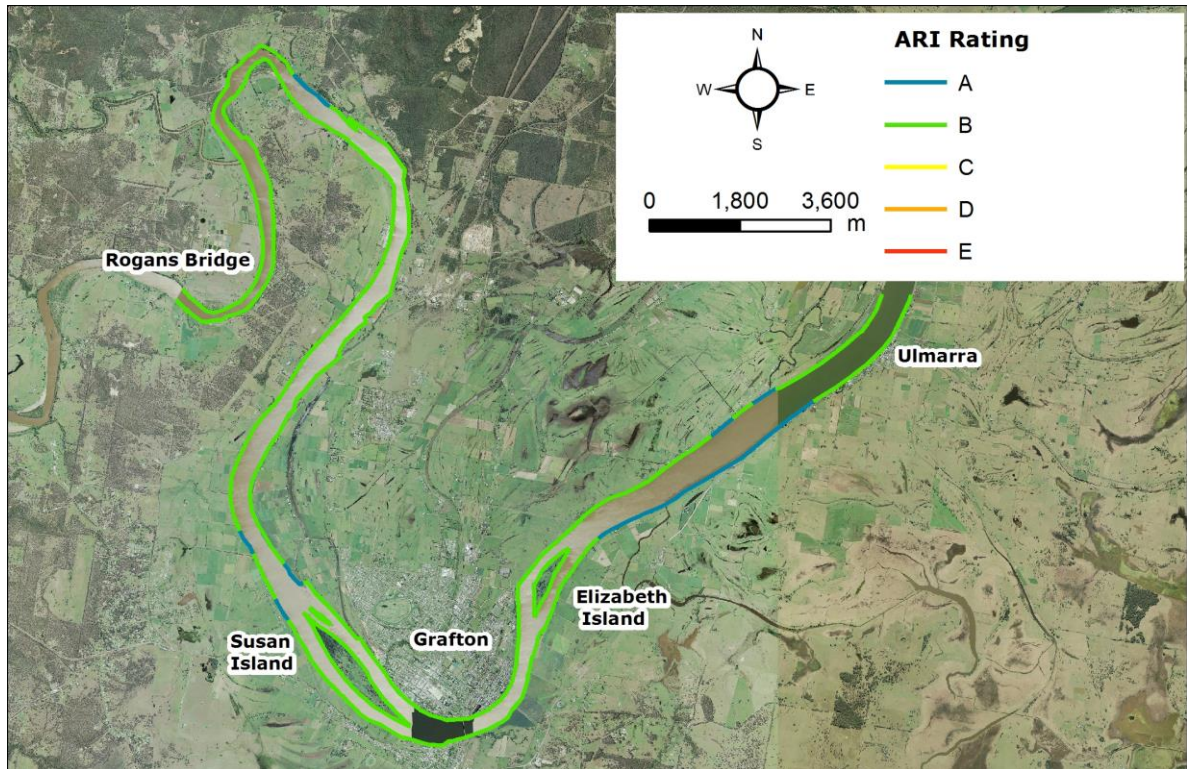 ARI Rating
N
W
E
S
A
B
C
D
E
0
1,800
3,600
m
Rogans Bridge
Ulmarra
Elizabeth
Island
Grafton
Susan
Island